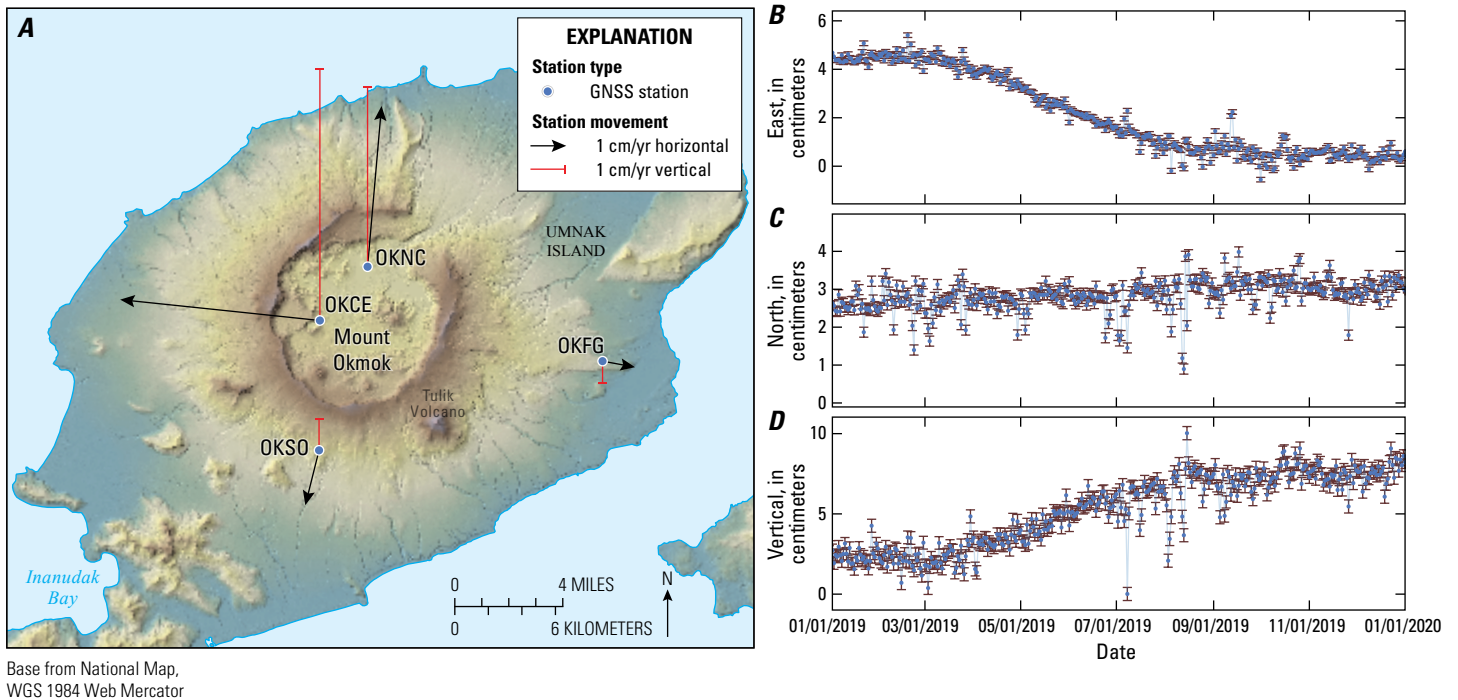 A
EXPLANATION
Station type
GNSS station
Station movement
1 cm/yr horizontal
1 cm/yr vertical
UMNAK
ISLAND
OKNC
OKCE
Mount
Okmok
OKFG
Tulik
Volcano
OKSO
Inanudak
Bay
0 4 MILES
0 6 KILOMETERS
N
Base from National Map,
WGS 1984 Web Mercator
B
East, in
centimeters
6
4
2
0
C
North, in
centimeters
4
3
2
1
0
D
Vertical, in
centimeters
10
5
0
01/01/2019 03/01/2019 05/01/2019 07/01/2019 09/01/2019 11/01/2019 01/01/2020
Date